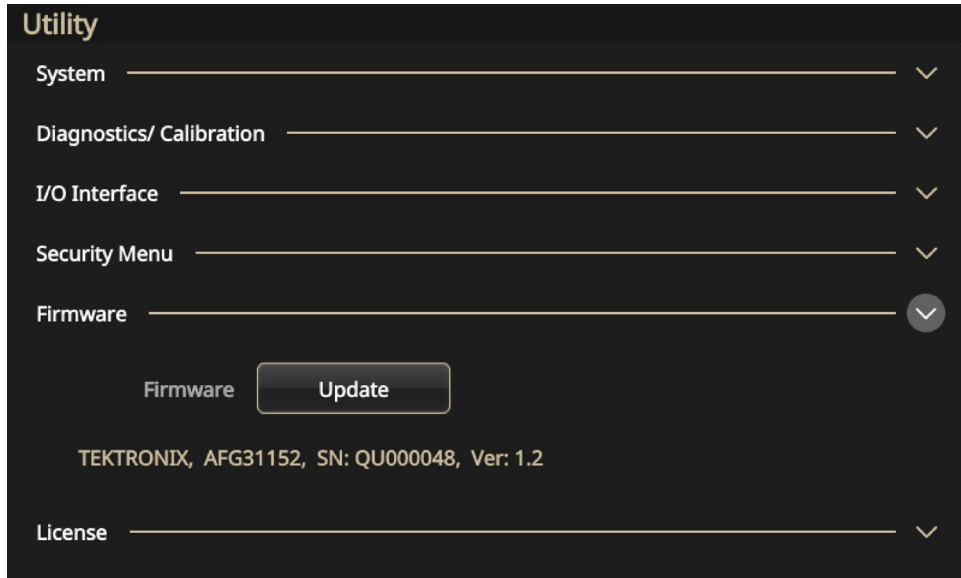 Utility
System
Diagnostics/ Calibration
I/O Interface
Security Menu
Firmware
Firmware Update
TEKTRONIX, AFG31152, SN: QU000048, Ver: 1.2
License